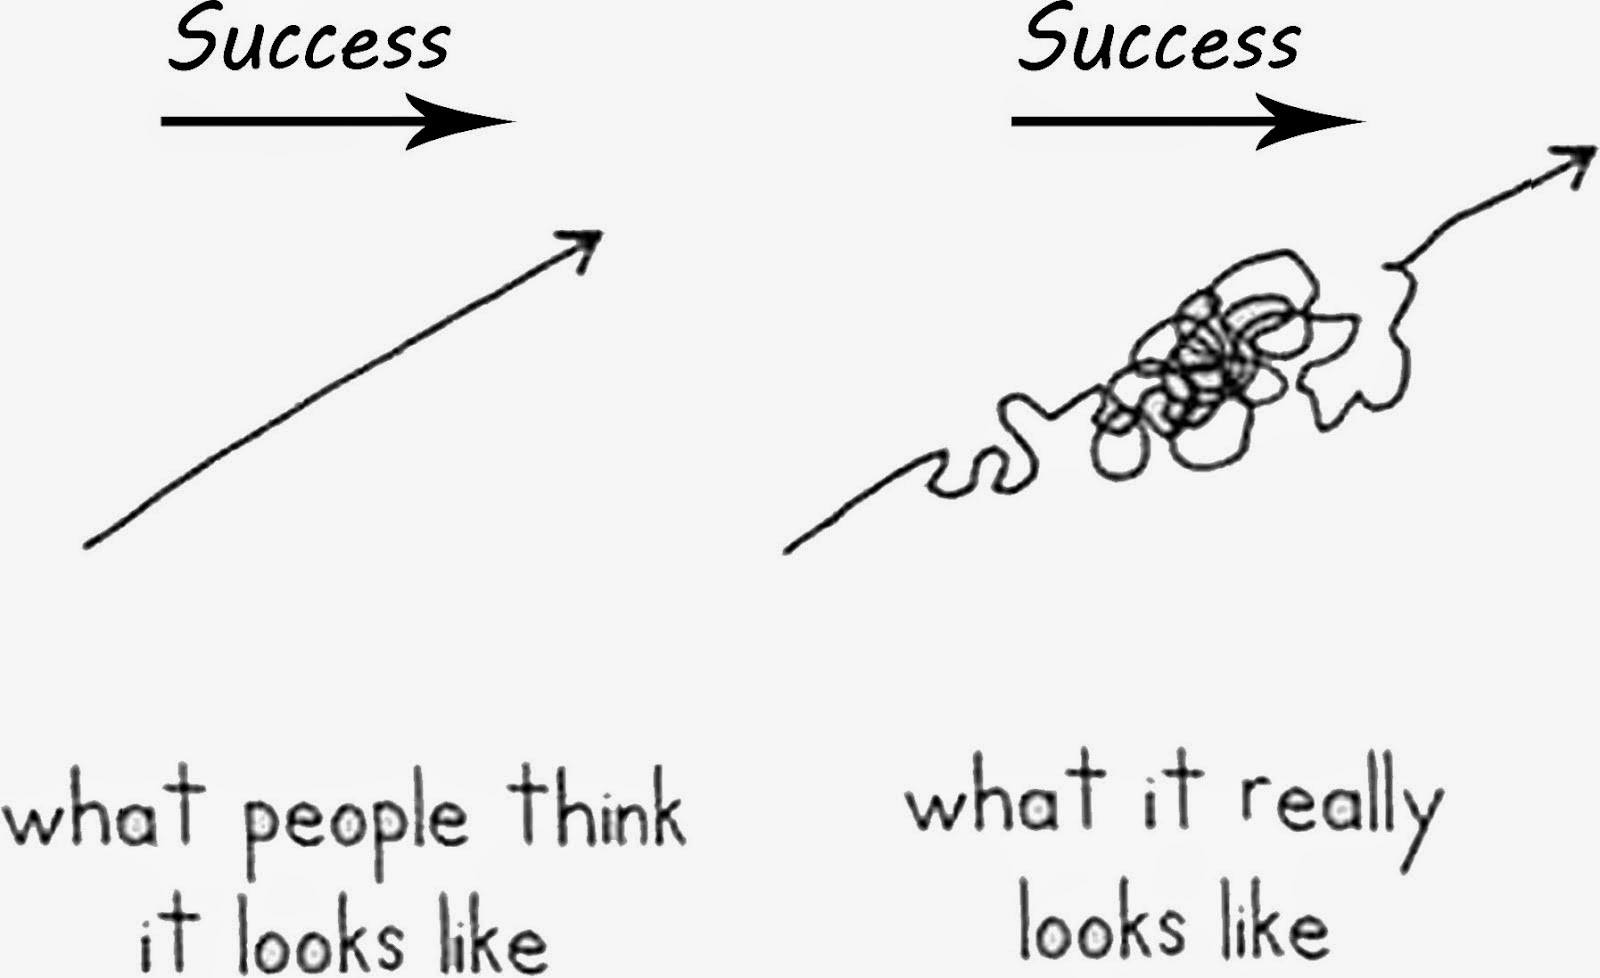 Success
what people think
it looks like
Success
what it really
looks like